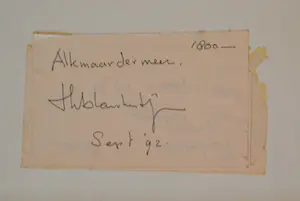 1800.—
Alkmaardermeer.
Sept '92.